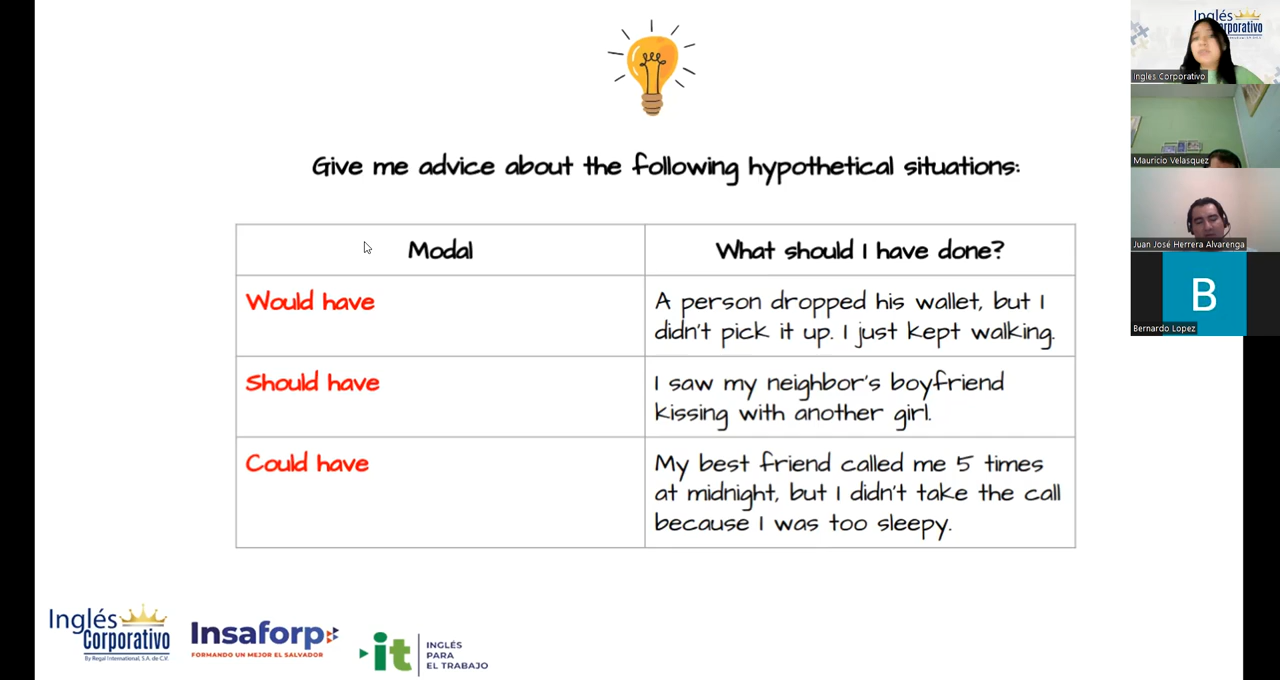 Give me advice about the following hypothetical situations:
Modal
What should I have done?
Would have
A person dropped his wallet, but I
didn't pick it up. I just kept walking.
Should have
I saw my neighbor's boyfriend
kissing with another girl.
Could have
My best friend called me 5 times
at midnight, but I didn't take the call
because I was too sleepy.
Inglés
Corporativo
By Regal International, S.A. de C.V.
Insaforp
FORMANDO UN MEJOR EL SALVADOR
it
INGLÉS
PARA
EL TRABAJO
Inglés
Corporativo
Ingles Corporativo
Mauricio Velasquez
Juan José Herrera Alvarenga
B
Bernardo Lopez